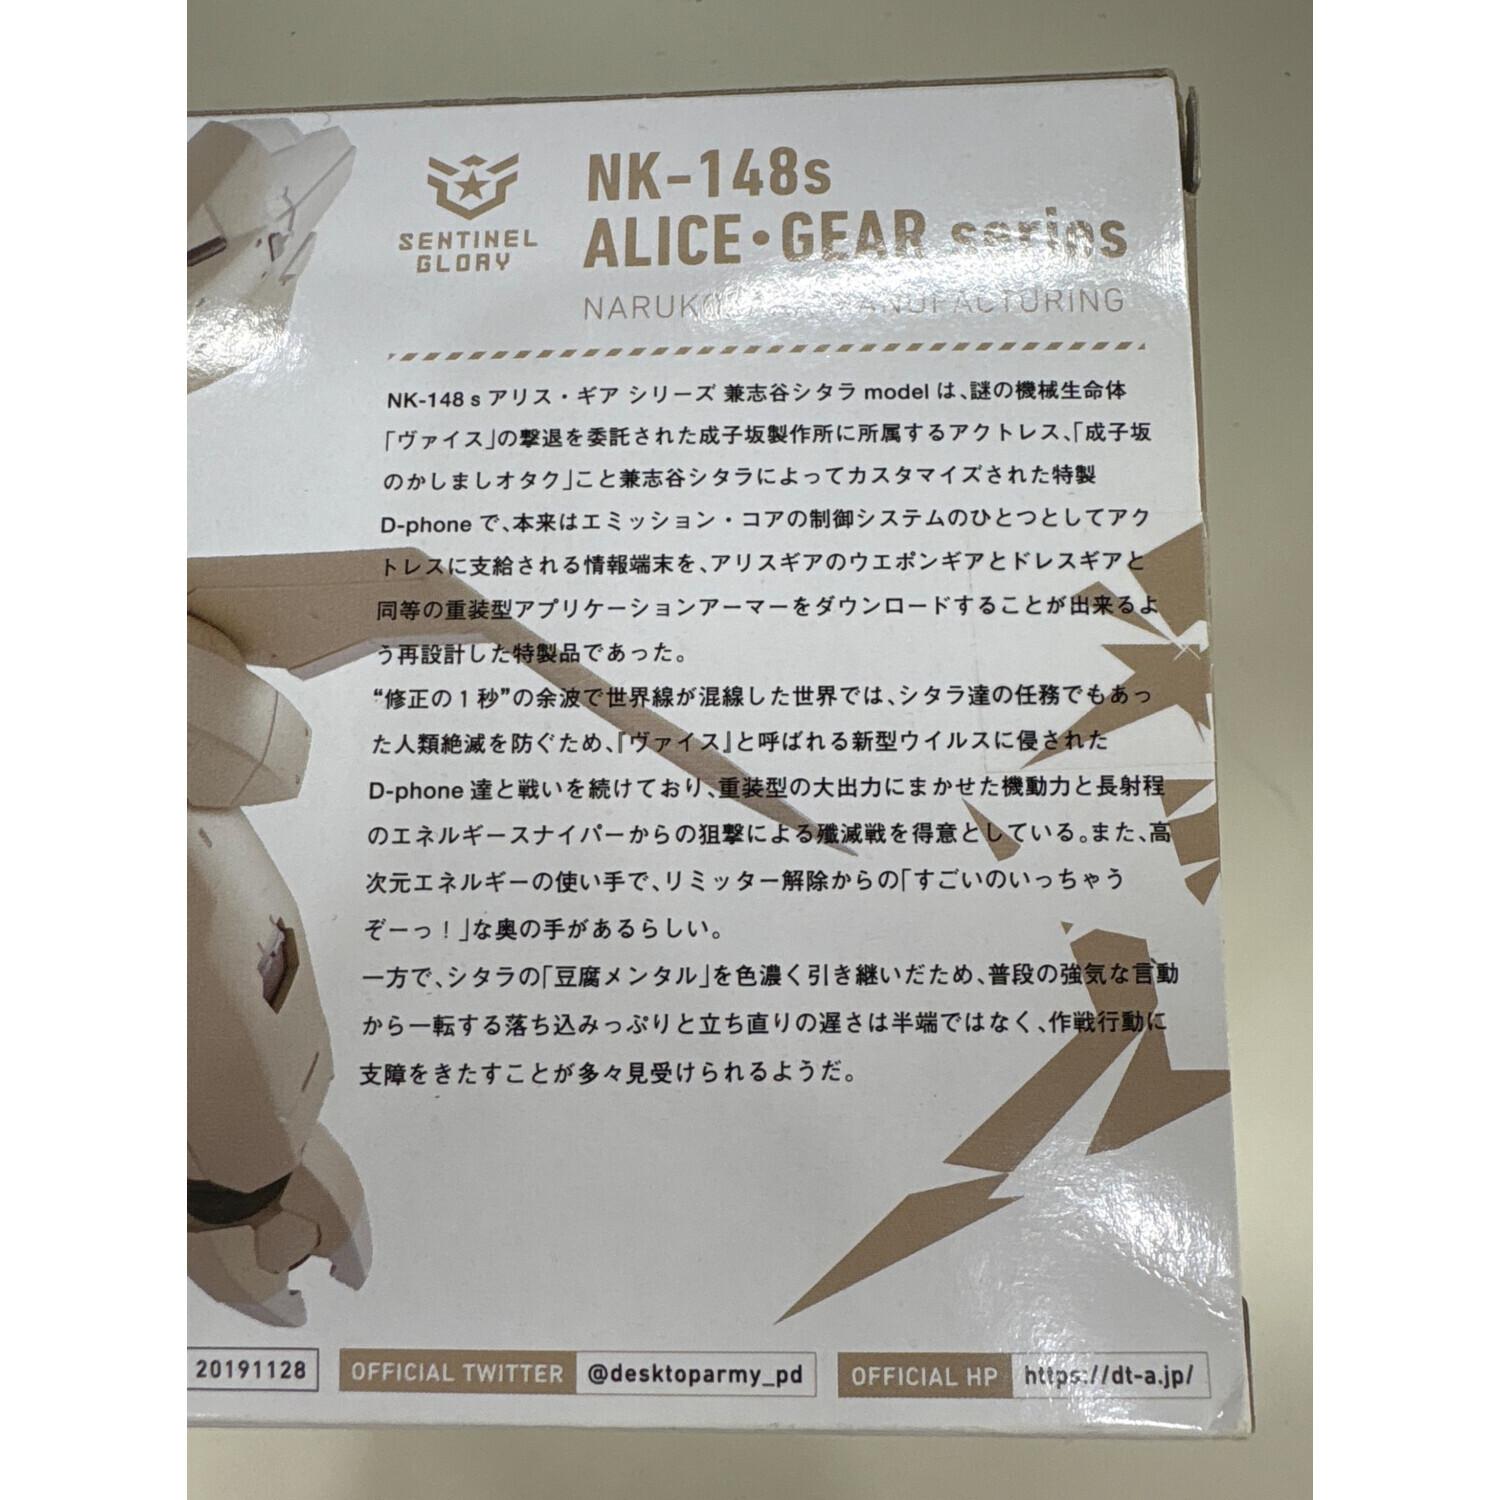 SENTINEL
GLORY
NK-148s
ALICE・GEAR series
MANUFACTURING
NK-148 s アリス・ギア シリーズ 兼志谷シタラ model は、謎の機械生命体
「ヴァイス」の撃退を委託された成子坂製作所に所属するアクトレス、「成子坂
のかしましオタク」こと兼志谷シタラによってカスタマイズされた特製
D-phone で、本来はエミッション・コアの制御システムのひとつとしてアク
トレスに支給される情報端末を、アリスギアのウエポンギアとドレスギアと
同等の重装型アプリケーションアーマーをダウンロードすることが出来るよ
う再設計した特製品であった。
“修正の1秒”の余波で世界線が混線した世界では、シタラ達の任務でもあっ
た人類絶滅を防ぐため、『ヴァイス』と呼ばれる新型ウイルスに侵された
D-phone 達と戦いを続けており、重装型の大出力にまかせた機動力と長射程
のエネルギースナイパーからの狙撃による殲滅戦を得意としている。また、高
次元エネルギーの使い手で、リミッター解除からの「すごいのいっちゃう
ぞーっ！」な奥の手があるらしい。
一方で、シタラの「豆腐メンタル」を色濃く引き継いだため、普段の強気な言動
から一転する落ち込みっぷりと立ち直りの遅さは半端ではなく、作戦行動に
支障をきたすことが多々見受けられるようだ。
20191128 OFFICIAL TWITTER @desktoparmy_pd OFFICIAL HP https://dt-a.jp/